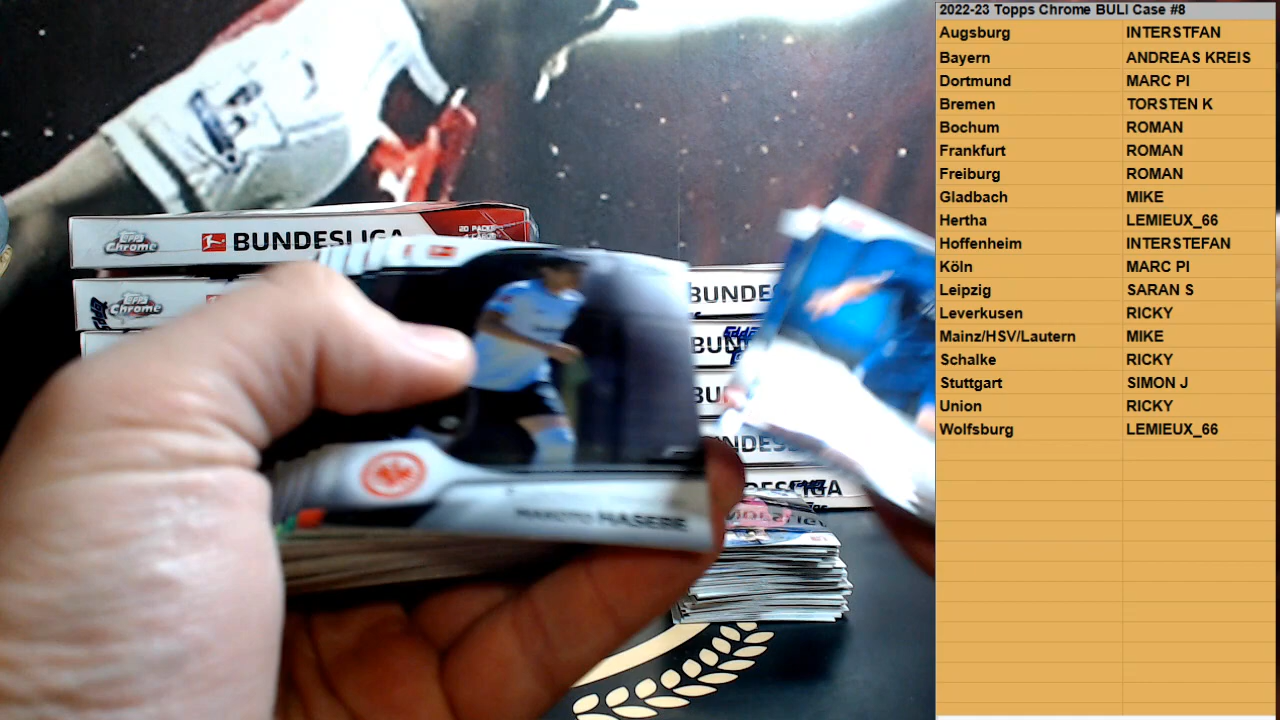 2022-23 Topps Chrome BULI Case #8
Augsburg INTERSTFAN
Bayern ANDREAS KREIS
Dortmund MARC PI
Bremen TORSTEN K
Bochum ROMAN
Frankfurt ROMAN
Freiburg ROMAN
Gladbach MIKE
Hertha LEMIEUX_66
Hoffenheim INTERSTEFAN
Köln MARC PI
Leipzig SARAN S
Leverkusen RICKY
Mainz/HSV/Lautern MIKE
Schalke RICKY
Stuttgart SIMON J
Union RICKY
Wolfsburg LEMIEUX_66
Topps Chrome BUNDESLIGA 20 PACKS
Topps Chrome
MAKOTO HASEBE